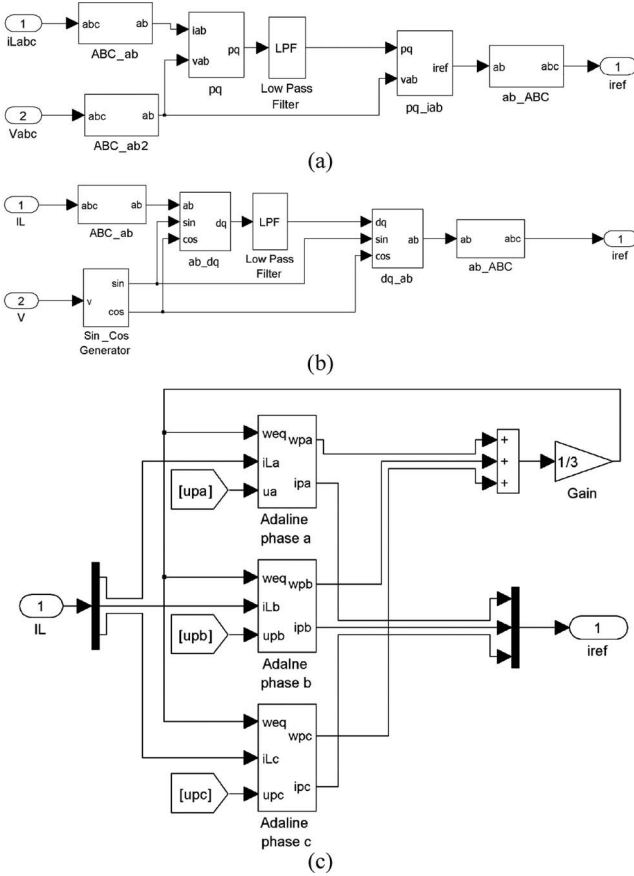 1
iLabc
abc ab
ABC_ab
iab
vab
pq
pq
LPF
Low Pass
Filter
pq
vab
iref
pq_iab
ab abc
ab_ABC
1
iref
2
Vabc
abc ab
ABC_ab2
(a)
1
IL
abc ab
ABC_ab
ab
sin
cos
dq
ab_dq
LPF
Low Pass
Filter
dq
sin
cos
ab
dq_ab
ab abc
ab_ABC
1
iref
2
V
v
sin
cos
Sin_Cos
Generator
(b)
weq
iLa
ua
wpa
ipa
[upa]
Adaline
phase a
+
+
+
1/3
Gain
1
IL
weq
iLb
upb
wpb
ipb
[upb]
Adalne
phase b
1
iref
weq
iLc
upc
wpc
ipc
[upc]
Adaline
phase c
(c)